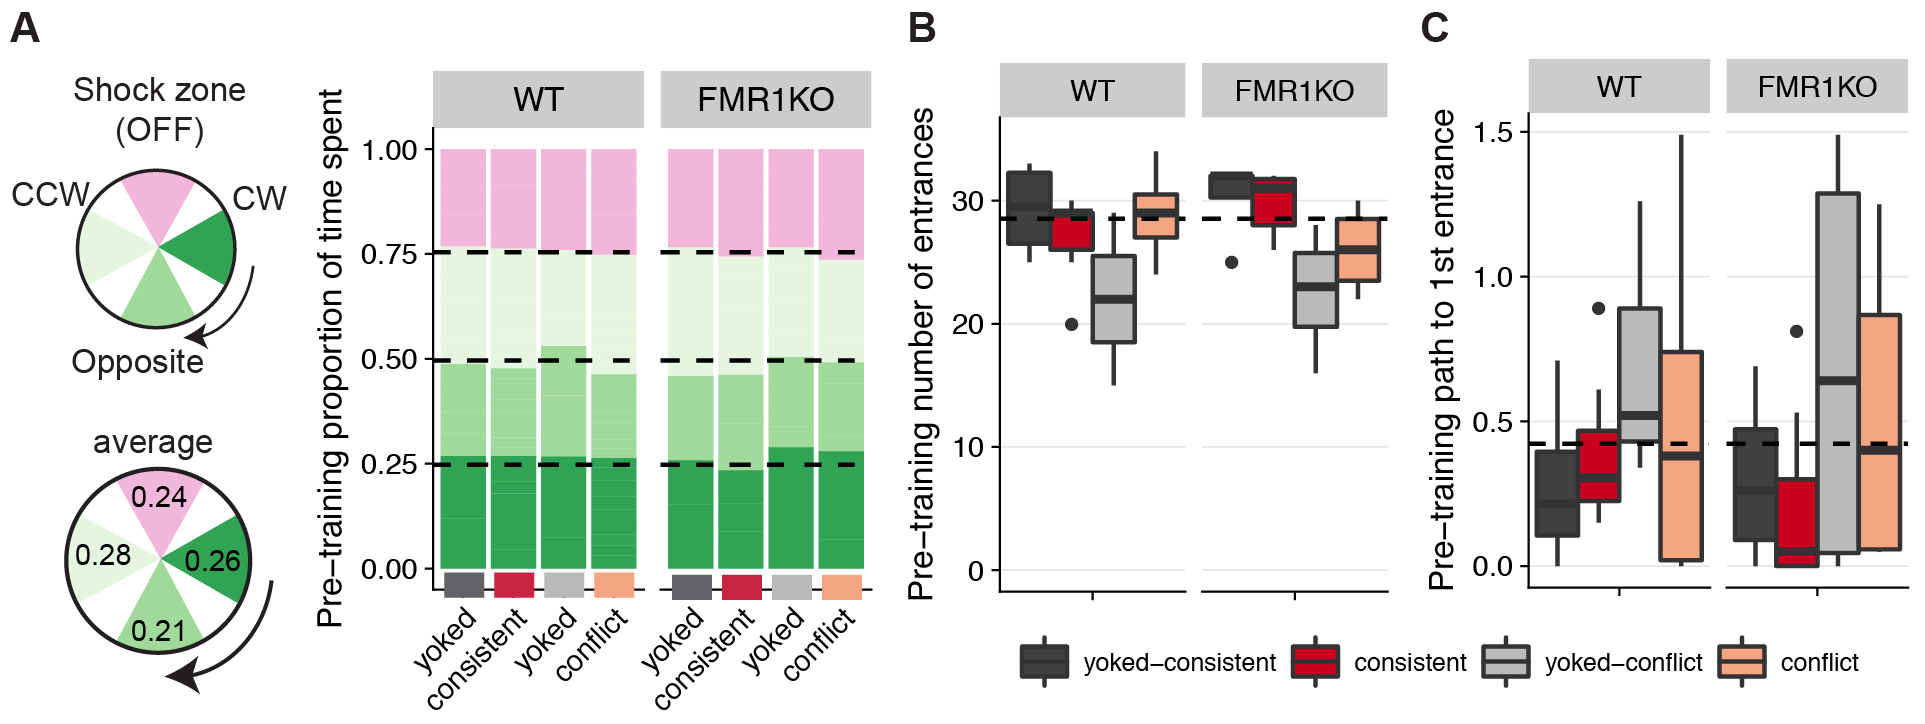 A
Shock zone
(OFF)
CCW
CW
Opposite
average
0.24
0.28
0.26
0.21
Pre−training proportion of time spent
WT
FMR1KO
1.00
0.75
0.50
0.25
0.00
yoked
consistent
yoked
conflict
yoked
consistent
yoked
conflict
B
Pre−training number of entrances
WT
FMR1KO
30
20
10
0
C
Pre−training path to 1st entrance
WT
FMR1KO
1.5
1.0
0.5
0.0
yoked−consistent
consistent
yoked−conflict
conflict